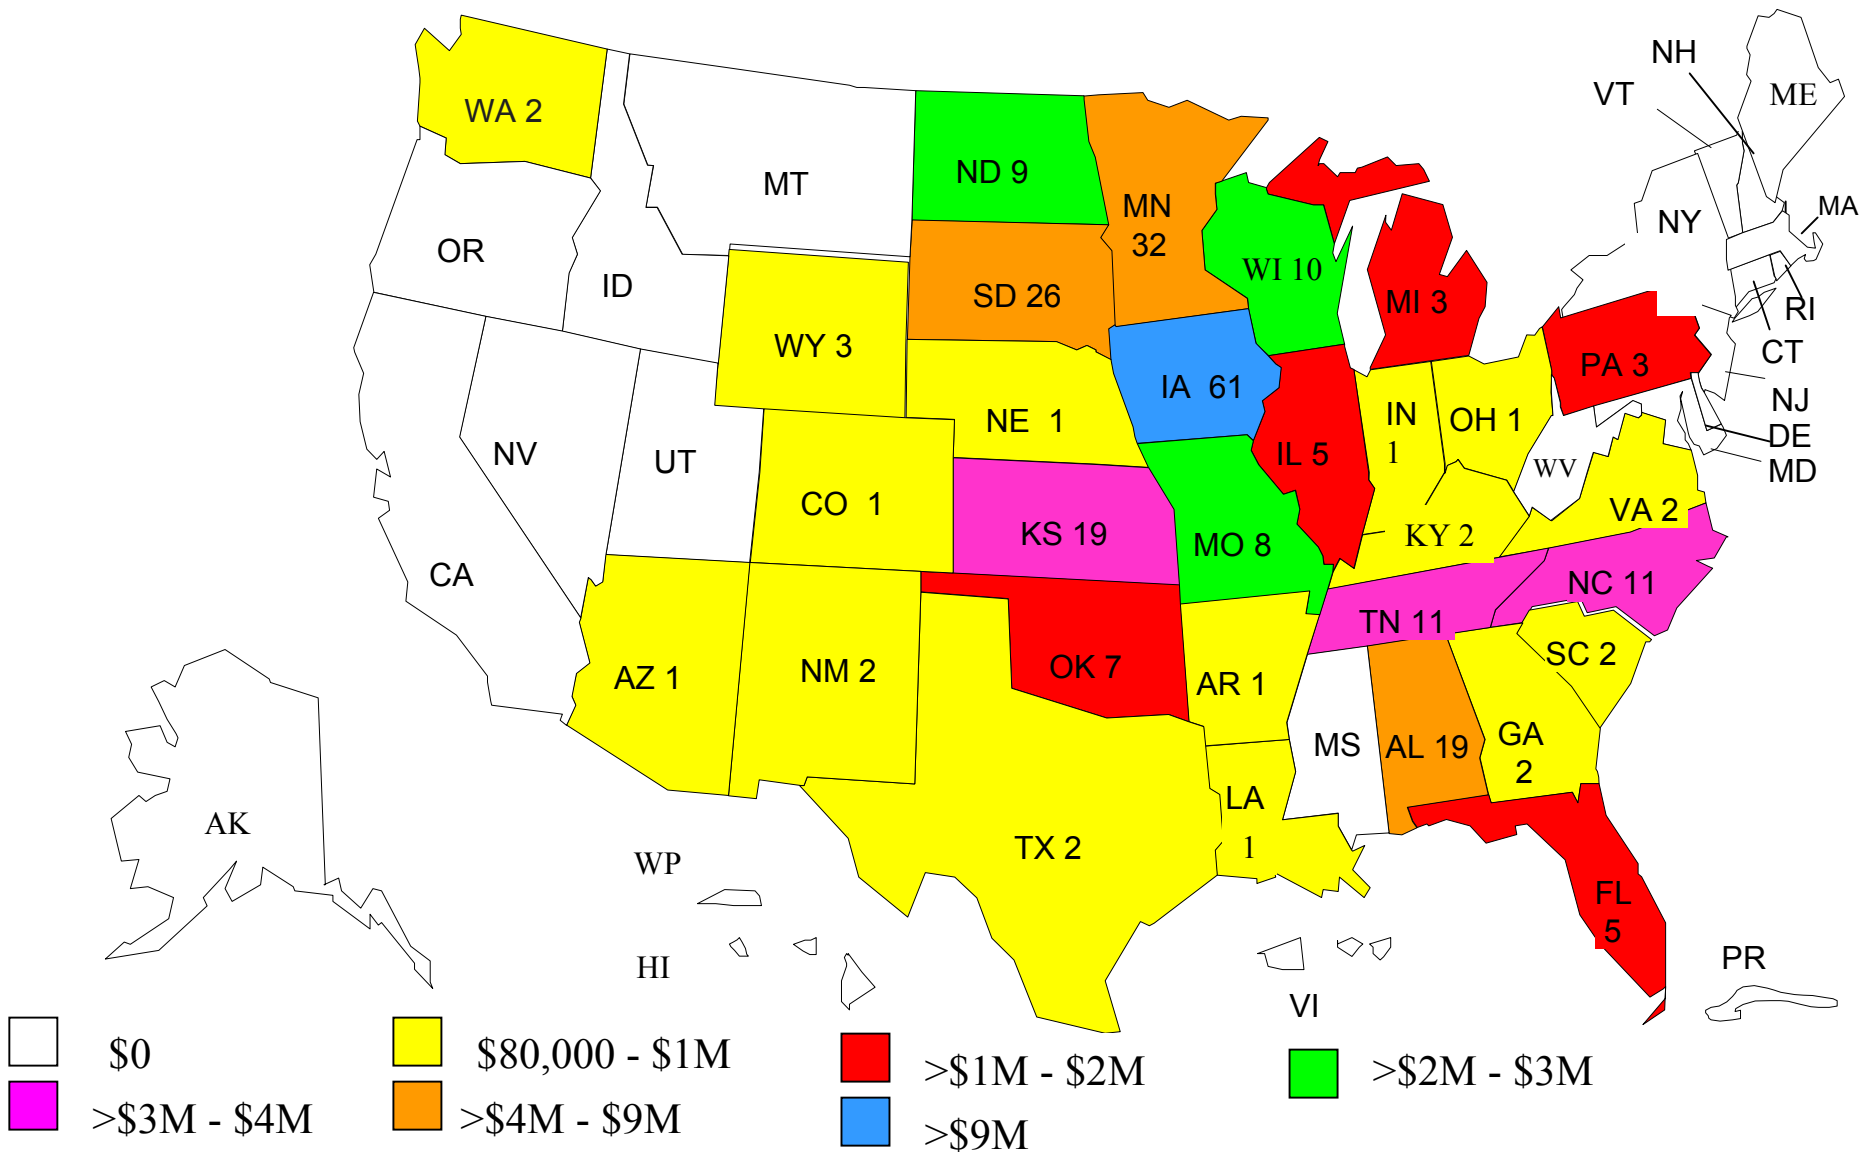 NH
VT
ME
WA 2
MT
ND 9
MN
32
NY
MA
OR
ID
SD 26
WI 10
MI 3
RI
WY 3
IA 61
PA 3
CT
NE 1
IN
1
OH 1
NJ
DE
MD
NV
UT
CO 1
KS 19
MO 8
IL 5
WV
KY 2
VA 2
CA
TN 11
NC 11
AZ 1
NM 2
OK 7
AR 1
SC 2
MS
AL 19
GA
2
LA
1
TX 2
AK
WP
FL
5
HI
VI
PR
$0
$80,000 - $1M
>$1M - $2M
>$2M - $3M
>$3M - $4M
>$4M - $9M
>$9M